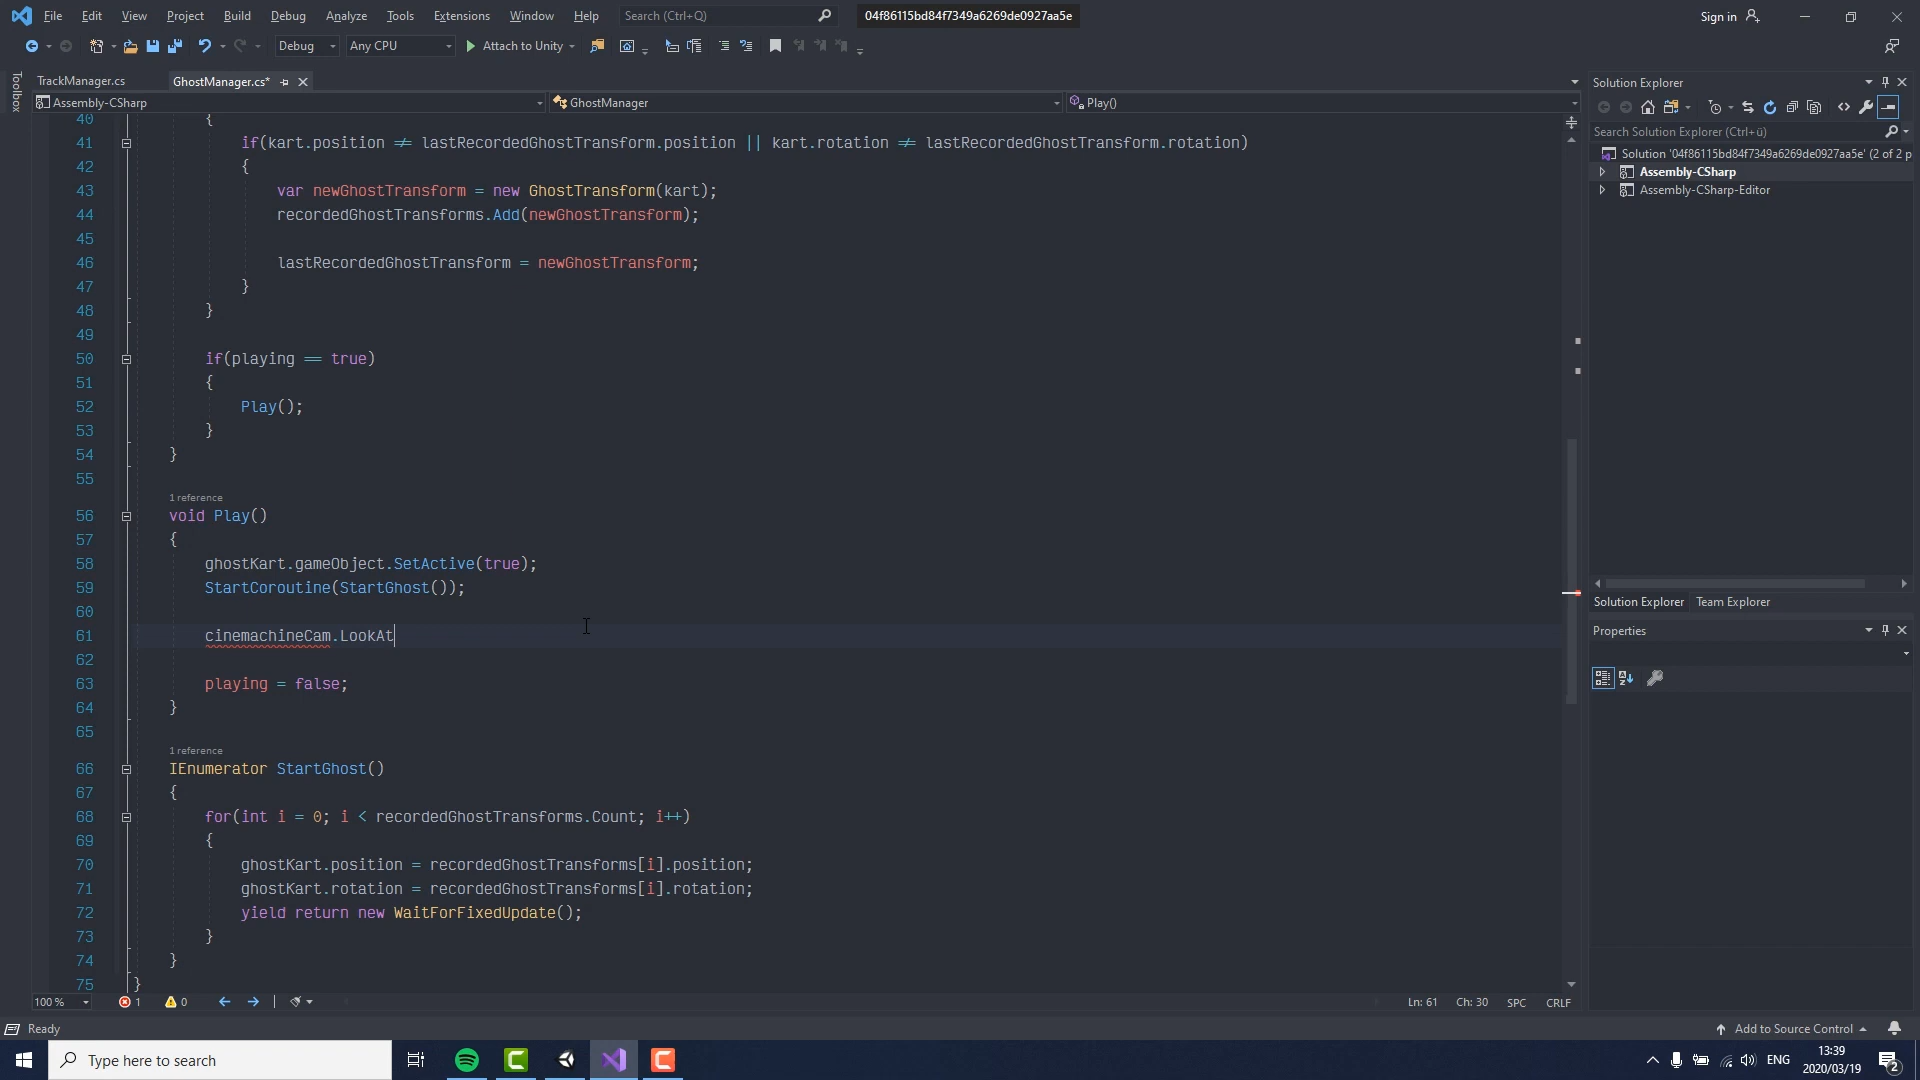 File Edit View Project Build Debug Analyze Tools Extensions Window Help Search (Ctrl+Q) 04f86115bd84f7349a6269de0927aa5e Sign in
Debug Any CPU Attach to Unity
Toolbox
TrackManager.cs GhostManager.cs*
Assembly-CSharp GhostManager Play()
40 {
41 if(kart.position ≠ lastRecordedGhostTransform.position || kart.rotation ≠ lastRecordedGhostTransform.rotation)
42 {
43 var newGhostTransform = new GhostTransform(kart);
44 recordedGhostTransforms.Add(newGhostTransform);
45
46 lastRecordedGhostTransform = newGhostTransform;
47 }
48 }
49
50 if(playing == true)
51 {
52 Play();
53 }
54 }
55
1 reference
56 void Play()
57 {
58 ghostKart.gameObject.SetActive(true);
59 StartCoroutine(StartGhost());
60
61 cinemachineCam.LookAt
62
63 playing = false;
64 }
65
1 reference
66 IEnumerator StartGhost()
67 {
68 for(int i = 0; i < recordedGhostTransforms.Count; i++)
69 {
70 ghostKart.position = recordedGhostTransforms[i].position;
71 ghostKart.rotation = recordedGhostTransforms[i].rotation;
72 yield return new WaitForFixedUpdate();
73 }
74 }
75 }
100 % 1 0 Ln: 61 Ch: 30 SPC CRLF
Solution Explorer
Search Solution Explorer (Ctrl+ü)
Solution '04f86115bd84f7349a6269de0927aa5e' (2 of 2 p
Assembly-CSharp
Assembly-CSharp-Editor
Solution Explorer Team Explorer
Properties
Ready Add to Source Control
Type here to search
ENG 13:39
2020/03/19 2